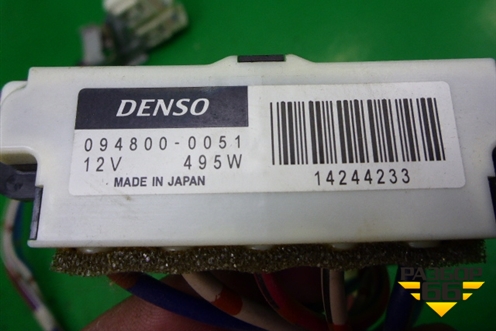 DENSO
094800-0051
12V 495W
MADE IN JAPAN
14244233